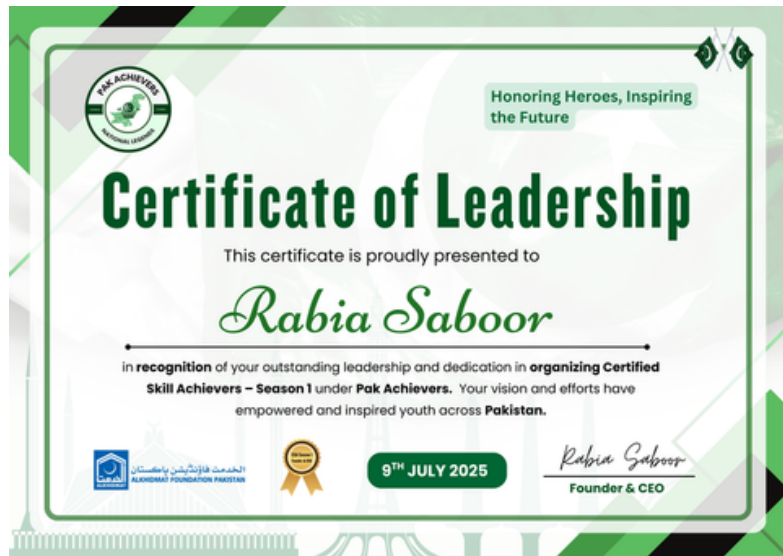 PAK ACHIEVERS
NATIONAL LEGENDS
Honoring Heroes, Inspiring
the Future
Certificate of Leadership
This certificate is proudly presented to
Rabia Saboor
in recognition of your outstanding leadership and dedication in organizing Certified
Skill Achievers – Season 1 under Pak Achievers. Your vision and efforts have
empowered and inspired youth across Pakistan.
الخدمت فاؤنڈیشن پاکستان
ALKHIDMAT FOUNDATION PAKISTAN
9TH JULY 2025
Rabia Saboor
Founder & CEO